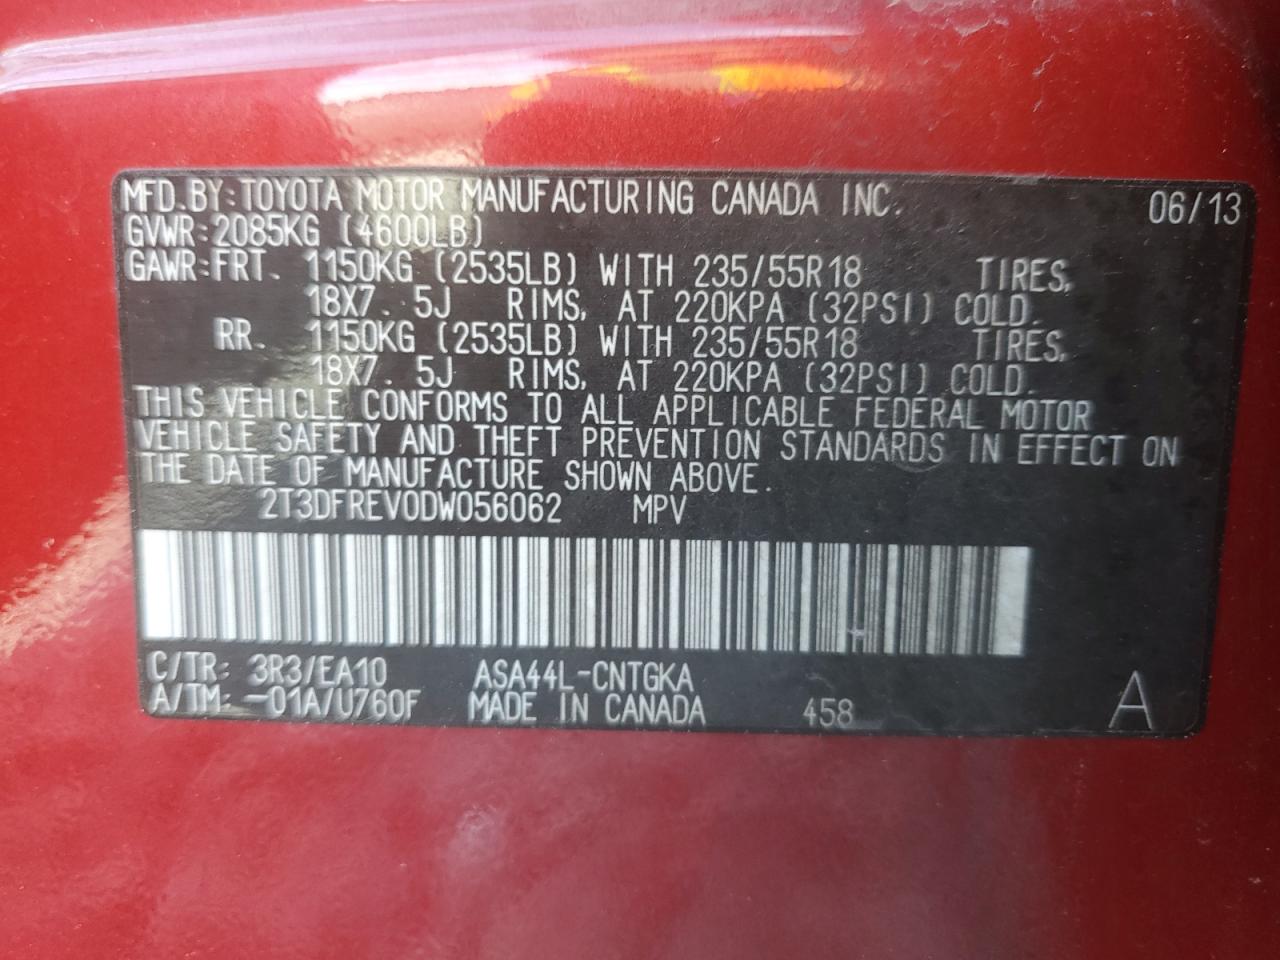 MFD.BY:TOYOTA MOTOR MANUFACTURING CANADA INC. 06/13
GVWR:2085KG (4600LB)
GAWR:FRT. 1150KG (2535LB) WITH 235/55R18 TIRES,
18X7.5J RIMS, AT 220KPA (32PSI) COLD.
RR. 1150KG (2535LB) WITH 235/55R18 TIRES,
18X7.5J RIMS, AT 220KPA (32PSI) COLD.
THIS VEHICLE CONFORMS TO ALL APPLICABLE FEDERAL MOTOR
VEHICLE SAFETY AND THEFT PREVENTION STANDARDS IN EFFECT ON
THE DATE OF MANUFACTURE SHOWN ABOVE.
2T3DFREV0DW056062 MPV
C/TR: 3R3/EA10 ASA44L-CNTGKA
A/TM: -01A/U760F MADE IN CANADA 458 A